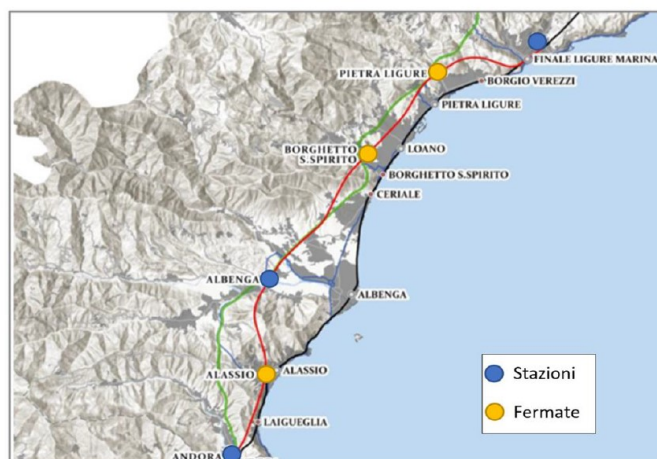 FINALE LIGURE MARINA
PIETRA LIGURE
BORGIO VEREZZI
PIETRA LIGURE
BORGHETTO
S.SPIRITO
LOANO
BORGHETTO S.SPIRITO
CERIALE
ALBENGA
ALBENGA
ALASSIO
ALASSIO
Stazioni
Fermate
LAIGUEGLIA
ANDORA